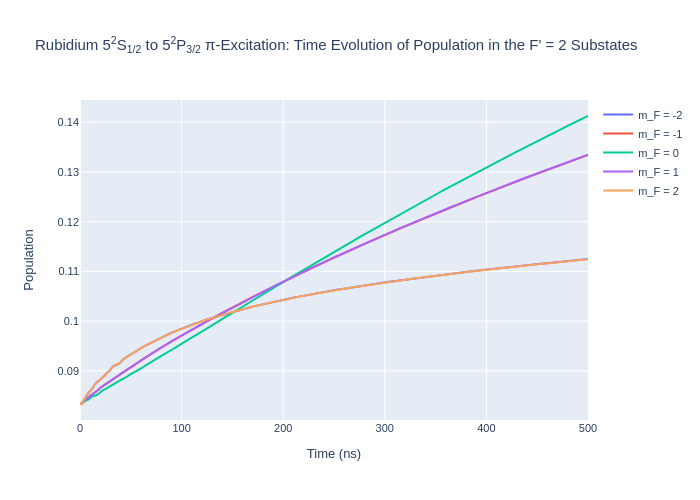 Rubidium 5²S₁/₂ to 5²P₃/₂ π-Excitation: Time Evolution of Population in the F' = 2 Substates
m_F = -2
m_F = -1
m_F = 0
m_F = 1
m_F = 2
0.14
0.13
0.12
0.11
0.1
0.09
Population
0 100 200 300 400 500
Time (ns)